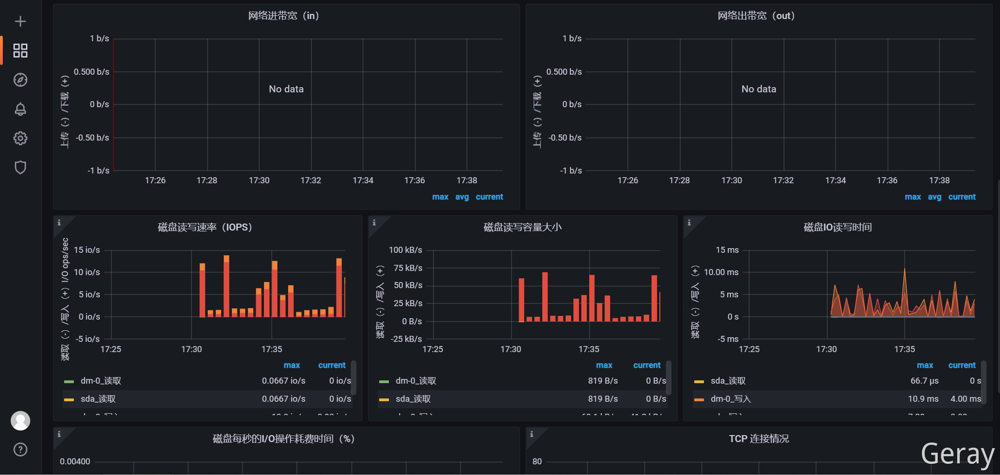 网络进带宽（in）
1 b/s
0.500 b/s
0 b/s
-0.50 b/s
-1 b/s
上传（-）/下载（+）
No data
17:26 17:28 17:30 17:32 17:34 17:36 17:38
max avg current
网络出带宽（out）
1 b/s
0.500 b/s
0 b/s
-0.50 b/s
-1 b/s
上传（-）/下载（+）
No data
17:26 17:28 17:30 17:32 17:34 17:36 17:38
max avg current
磁盘读写速率（IOPS）
读取（-）/写入（+）I/O ops/sec
15 io/s
10 io/s
5 io/s
0 io/s
-5 io/s
17:25 17:30 17:35
max current
dm-0_读取 0.0667 io/s 0 io/s
sda_读取 0.0667 io/s 0 io/s
磁盘读写容量大小
读取（-）/写入（+）
100 kB/s
75 kB/s
50 kB/s
25 kB/s
0 B/s
-25 kB/s
17:25 17:30 17:35
max current
dm-0_读取 819 B/s 0 B/s
sda_读取 819 B/s 0 B/s
磁盘IO读写时间
读取（-）/写入（+）
15 ms
10.00 ms
5 ms
0 s
-5 ms
17:25 17:30 17:35
max current
sda_读取 66.7 µs 0 s
dm-0_写入 10.9 ms 4.00 ms
磁盘每秒的I/O操作耗费时间（%）
0.00400
TCP 连接情况
80
Geray